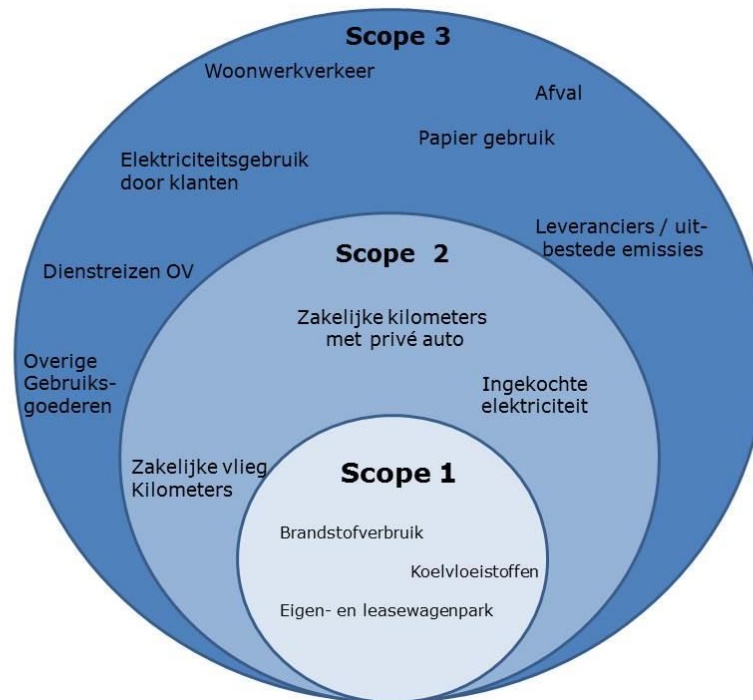 Scope 3
Woonwerkverkeer
Afval
Papier gebruik
Elektriciteitsgebruik
door klanten
Leveranciers / uit-
bestede emissies
Dienstreizen OV
Overige
Gebruiks-
goederen
Scope 2
Zakelijke kilometers
met privé auto
Ingekochte
elektriciteit
Zakelijke vlieg
Kilometers
Scope 1
Brandstofverbruik
Koelvloeistoffen
Eigen- en leasewagenpark